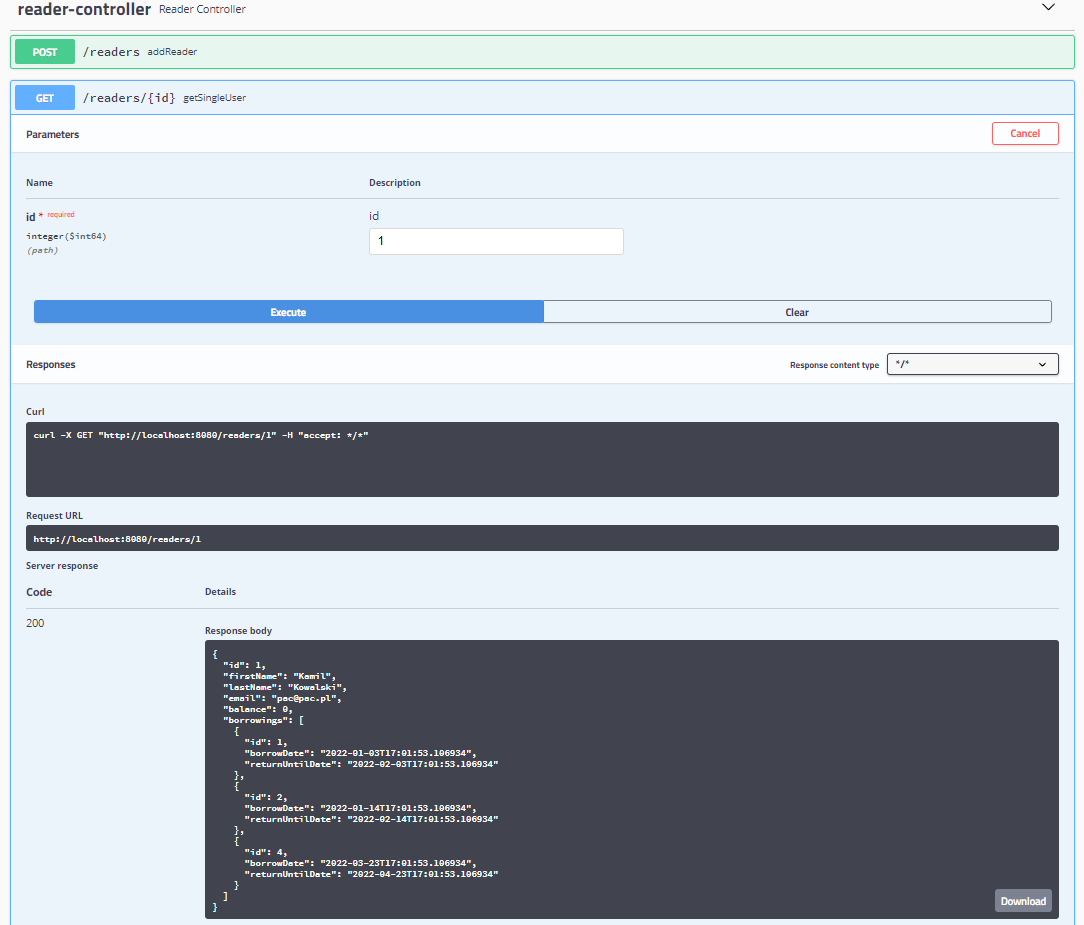 reader-controller Reader Controller
POST /readers addReader
GET /readers/{id} getSingleUser
Parameters Cancel
Name Description
id * required id
integer($int64) 1
(path)
Execute Clear
Responses Response content type */*
Curl
curl -X GET "http://localhost:8080/readers/1" -H "accept: */*"
Request URL
http://localhost:8080/readers/1
Server response
Code Details
200
Response body
{
  "id": 1,
  "firstName": "Kamil",
  "lastName": "Kowalski",
  "email": "pac@pac.pl",
  "balance": 0,
  "borrowings": [
    {
      "id": 1,
      "borrowDate": "2022-01-03T17:01:53.106934",
      "returnUntilDate": "2022-02-03T17:01:53.106934"
    },
    {
      "id": 2,
      "borrowDate": "2022-01-14T17:01:53.106934",
      "returnUntilDate": "2022-02-14T17:01:53.106934"
    },
    {
      "id": 4,
      "borrowDate": "2022-03-23T17:01:53.106934",
      "returnUntilDate": "2022-04-23T17:01:53.106934"
    }
  ]
}
Download